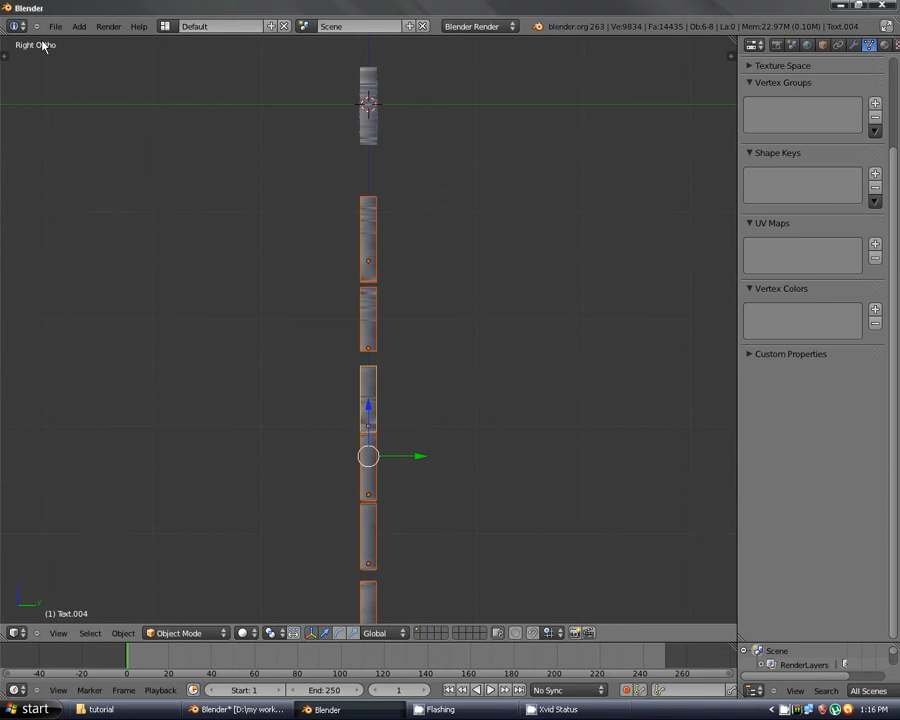 Blender
File Add Render Help Default Scene Blender Render blender.org 263 | Ve:9834 | Fa:14435 | Ob:6-8 | La:0 | Mem:22.97M (0.10M) | Text.004
Right Ortho
Texture Space
Vertex Groups
Shape Keys
UV Maps
Vertex Colors
Custom Properties
(1) Text.004
View Select Object Object Mode Global
Scene
RenderLayers
-40 -20 0 20 40 60 80 100 120 140 160 180 200 220 240 260
View Marker Frame Playback Start: 1 End: 250 1 No Sync View Search All Scenes
start tutorial Blender* [D:\my work... Blender Flashing Xvid Status 1:16 PM